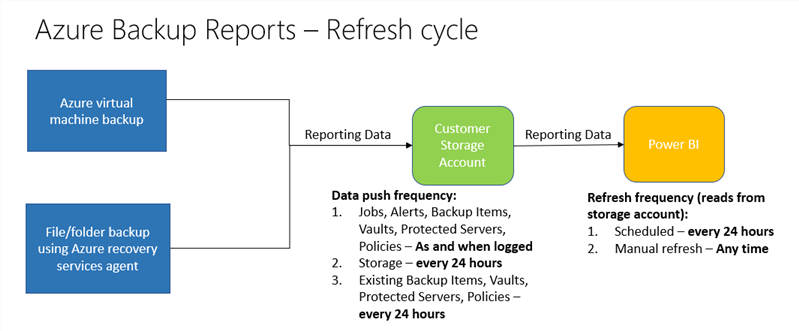 Azure Backup Reports – Refresh cycle
Azure virtual
machine backup
File/folder backup
using Azure recovery
services agent
Reporting Data
Customer
Storage
Account
Reporting Data
Power BI
Data push frequency:
1. Jobs, Alerts, Backup Items,
Vaults, Protected Servers,
Policies – As and when logged
2. Storage – every 24 hours
3. Existing Backup Items, Vaults,
Protected Servers, Policies –
every 24 hours
Refresh frequency (reads from
storage account):
1. Scheduled – every 24 hours
2. Manual refresh – Any time